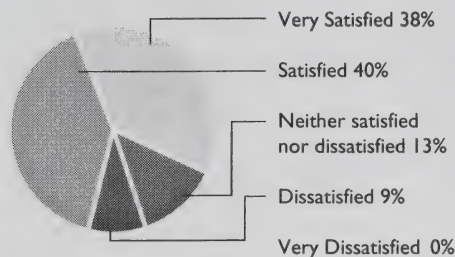 Very Satisfied 38%
Satisfied 40%
Neither satisfied
nor dissatisfied 13%
Dissatisfied 9%
Very Dissatisfied 0%